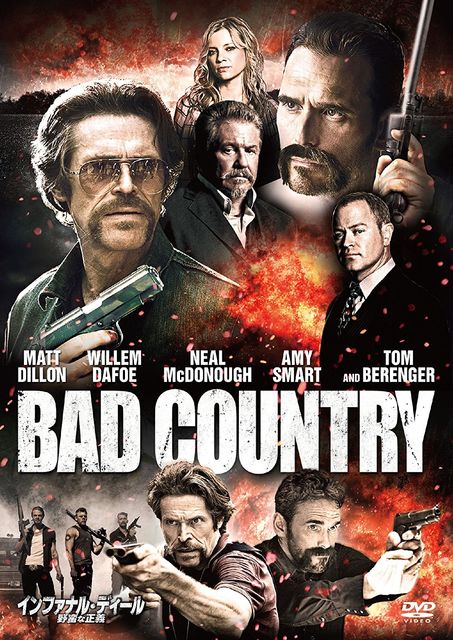 MATT DILLON
WILLEM DAFOE
NEAL McDONOUGH
AMY SMART
AND TOM BERENGER
BAD COUNTRY
インファナル・ディール
野蛮な正義
DVD
VIDEO